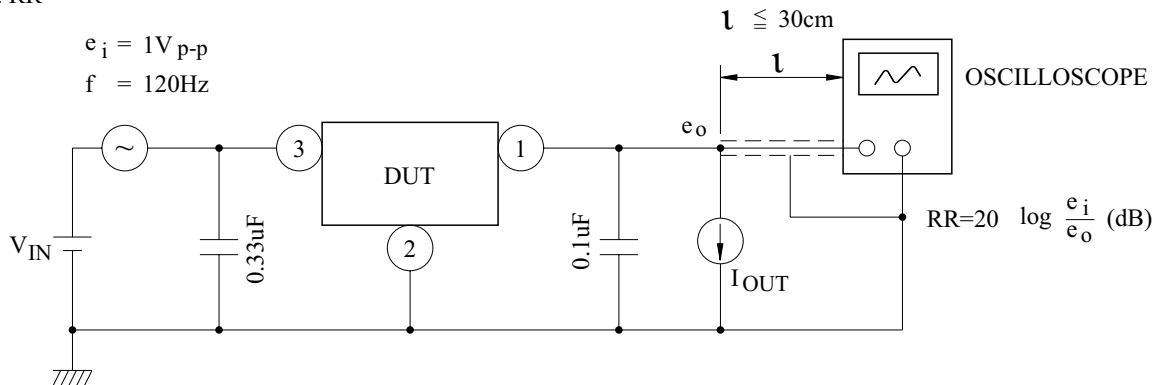 RR
l ≦ 30cm
e i = 1V p-p
f = 120Hz
l
OSCILLOSCOPE
e o
3
1
DUT
2
V IN
0.33uF
0.1uF
I OUT
RR=20 log e i / e o (dB)